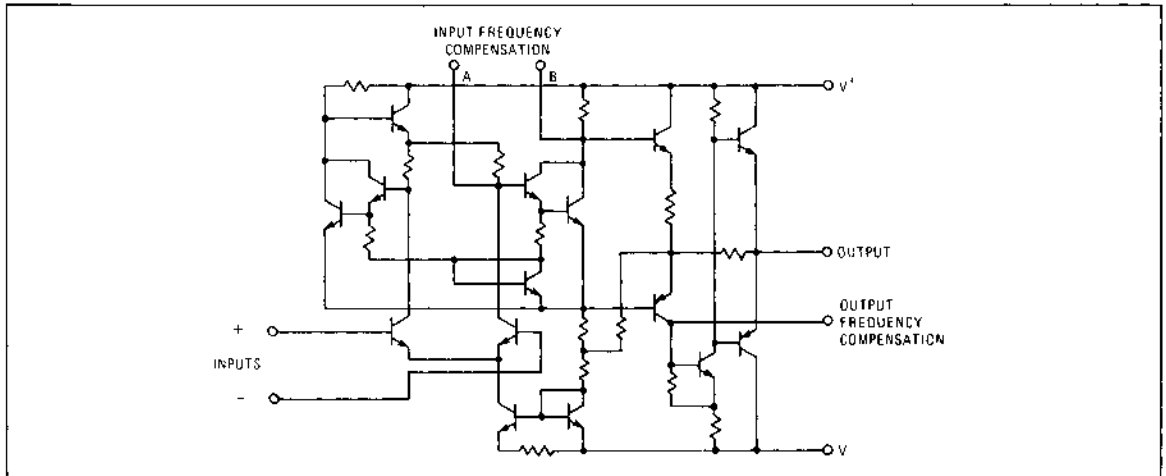 INPUT FREQUENCY
COMPENSATION
A
B
V+
OUTPUT
OUTPUT
FREQUENCY
COMPENSATION
+
INPUTS
−
V